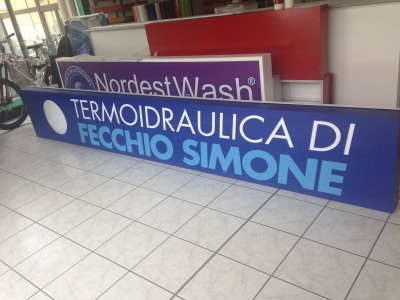 NordestWash®
TERMOIDRAULICA DI
FECCHIO SIMONE